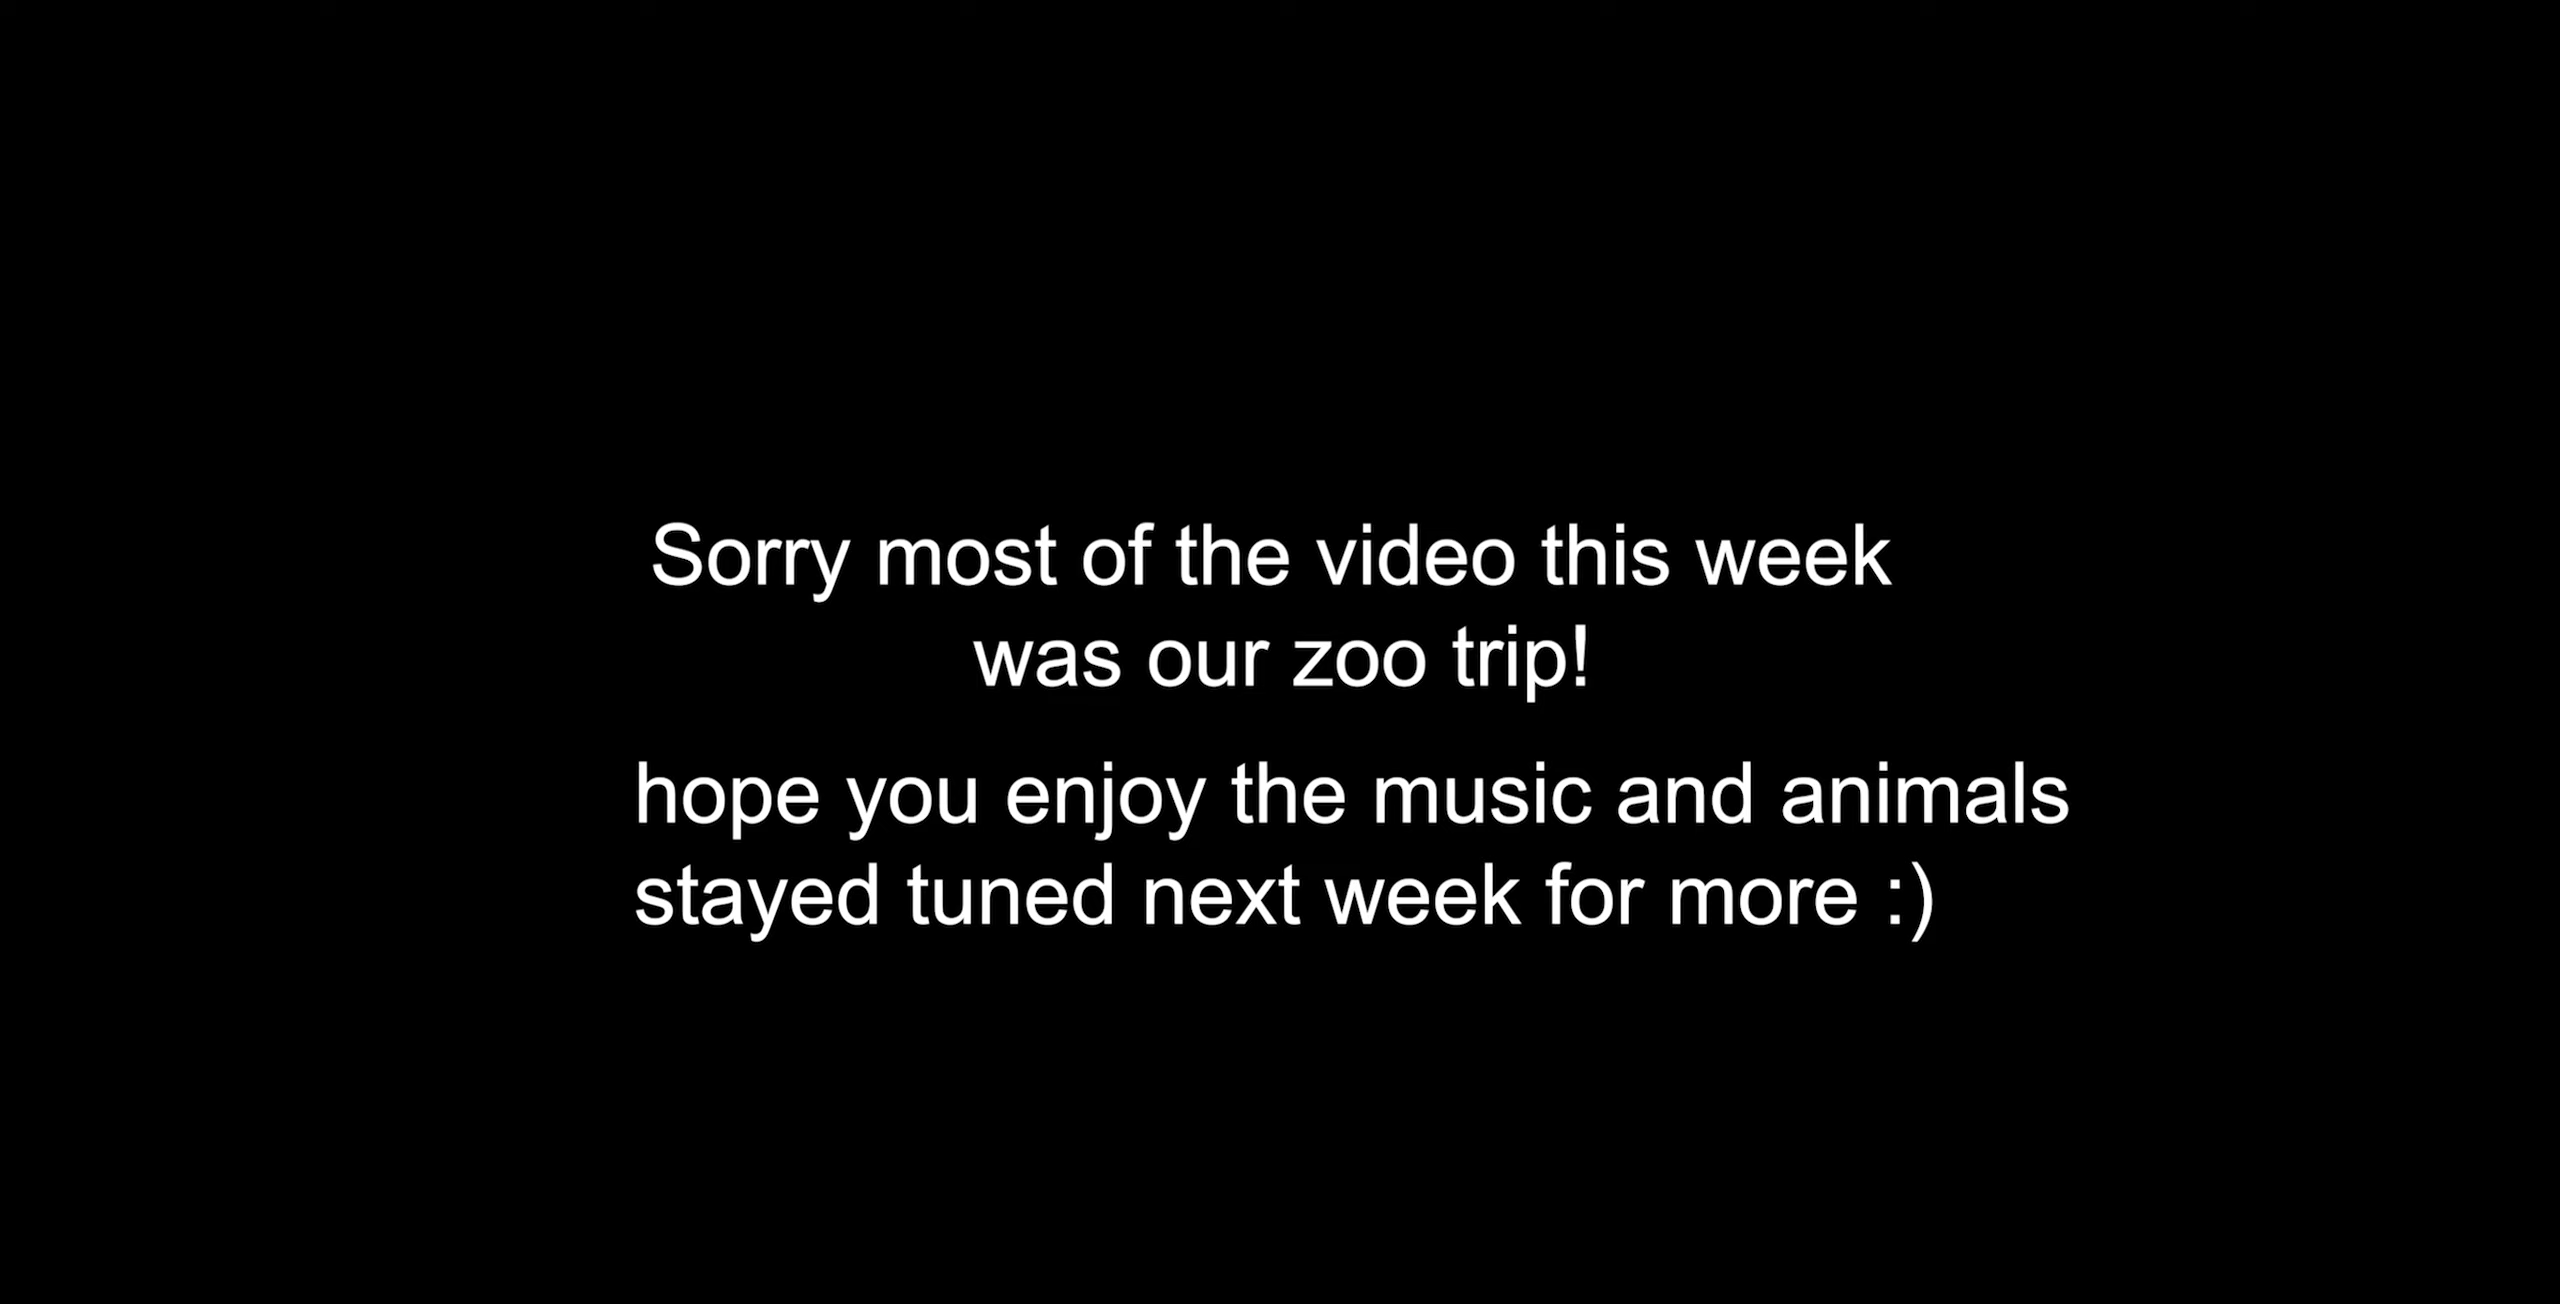 Sorry most of the video this week
was our zoo trip!
hope you enjoy the music and animals
stayed tuned next week for more :)